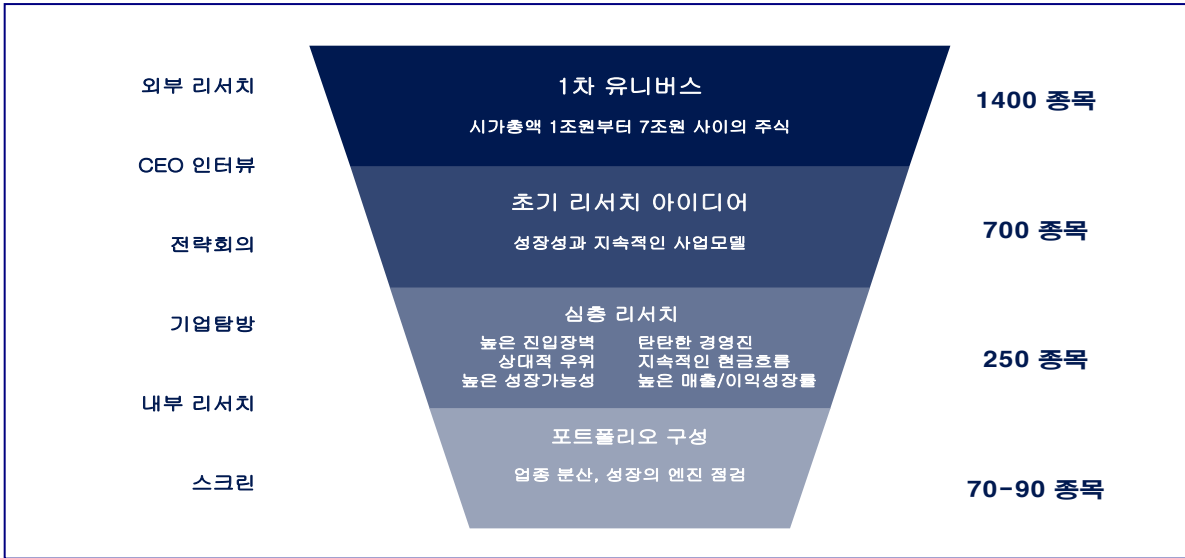 외부 리서치
CEO 인터뷰
전략회의
기업탐방
내부 리서치
스크린
1차 유니버스
시가총액 1조원부터 7조원 사이의 주식
초기 리서치 아이디어
성장성과 지속적인 사업모델
심층 리서치
높은 진입장벽 탄탄한 경영진
상대적 우위 지속적인 현금흐름
높은 성장가능성 높은 매출/이익성장률
포트폴리오 구성
업종 분산, 성장의 엔진 점검
1400 종목
700 종목
250 종목
70-90 종목